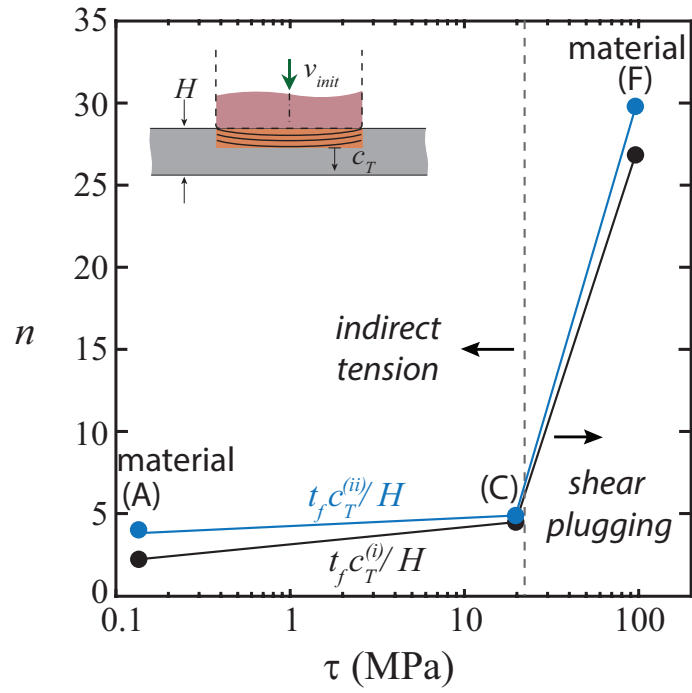 35
30
25
20
15
10
5
0
n
0.1
1
10
100
τ (MPa)
H
v_init
c_T
material
(F)
indirect
tension
material
(A)
(C)
shear
plugging
t_f c_T^(ii)/ H
t_f c_T^(i)/ H